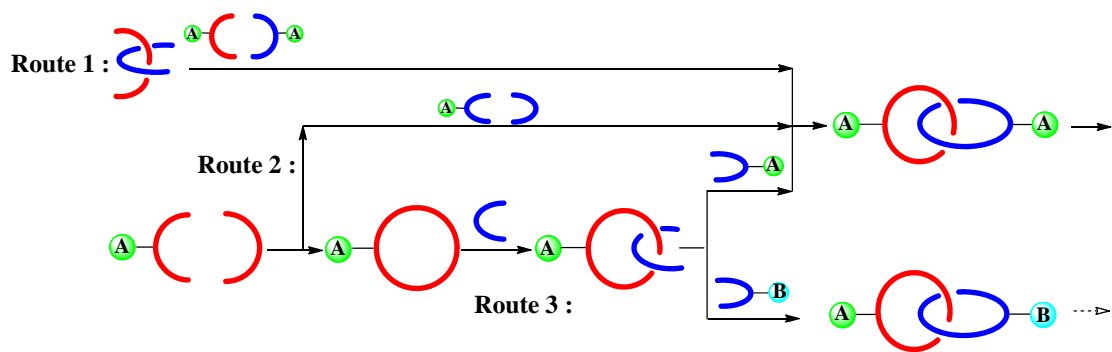 A A
Route 1 :
A
A A
Route 2 :
A
A A A
B
Route 3 :
A B